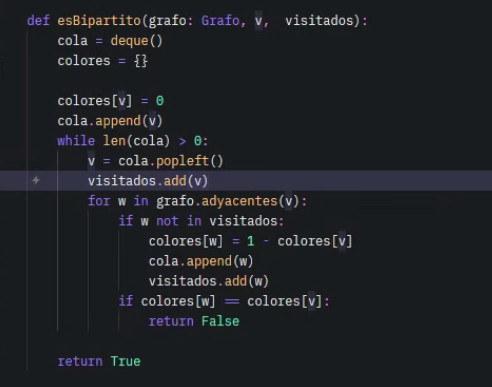 def esBipartito(grafo: Grafo, v,  visitados):
    cola = deque()
    colores = {}

    colores[v] = 0
    cola.append(v)
    while len(cola) > 0:
        v = cola.popleft()
        visitados.add(v)
        for w in grafo.adyacentes(v):
            if w not in visitados:
                colores[w] = 1 - colores[v]
                cola.append(w)
                visitados.add(w)
            if colores[w] == colores[v]:
                return False

    return True